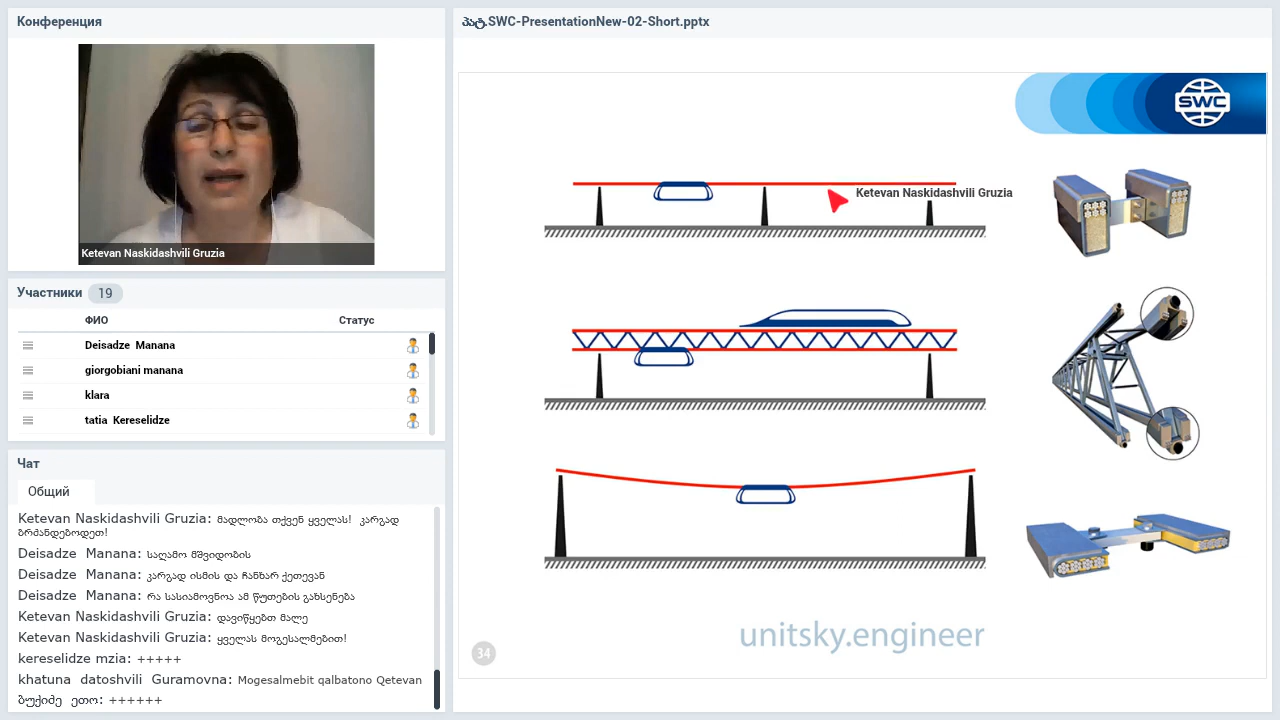 Конференция
Ketevan Naskidashvili Gruzia
Участники 19
ФИО Статус
Deisadze Manana
giorgobiani manana
klara
tatia Kereselidze
Чат
Общий
Ketevan Naskidashvili Gruzia: მადლობა თქვენ ყველას! კარგად
ბრძანდებოდეთ!
Deisadze Manana: საღამო მშვიდობის
Deisadze Manana: კარგად ისმის და ჩანხარ ქეთევან
Deisadze Manana: რა სასიამოვნოა ამ წუთების გახსენება
Ketevan Naskidashvili Gruzia: დავიწყებთ მალე
Ketevan Naskidashvili Gruzia: ყველას მოგესალმებით!
kereselidze mzia: +++++
khatuna datoshvili Guramovna: Mogesalmebit qalbatono Qetevan
ბუქიძე ეთო: ++++++
პატ.SWC-PresentationNew-02-Short.pptx
SWC
Ketevan Naskidashvili Gruzia
unitsky.engineer
34